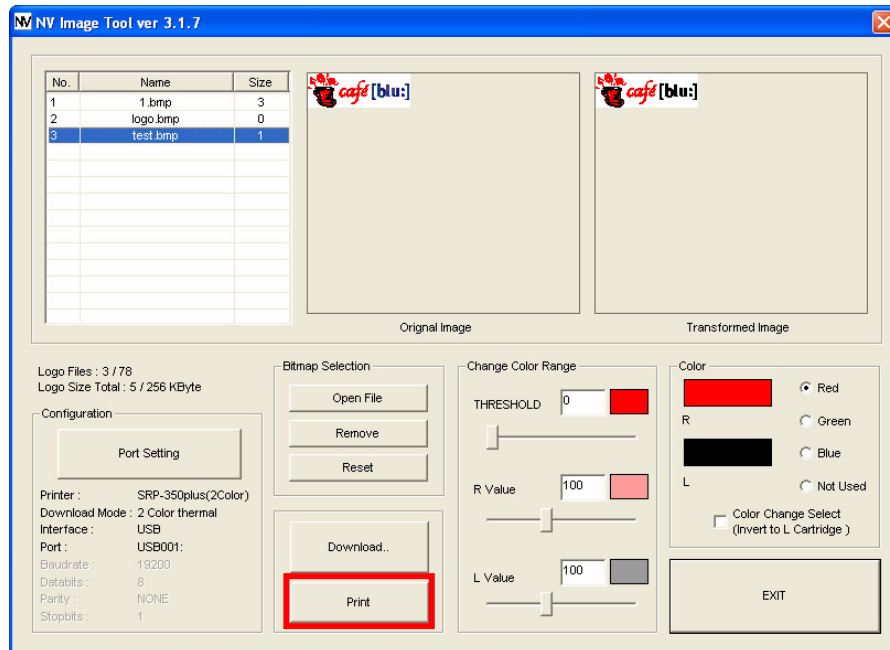 NV NV Image Tool ver 3.1.7
No. Name Size
1 1.bmp 3
2 logo.bmp 0
3 test.bmp 1
café [blu:]
café [blu:]
Orignal Image
Transformed Image
Logo Files : 3 / 78
Logo Size Total : 5 / 256 KByte
Configuration
Port Setting
Printer : SRP-350plus(2Color)
Download Mode : 2 Color thermal
Interface : USB
Port : USB001:
Baudrate : 19200
Databits : 8
Parity : NONE
Stopbits : 1
Bitmap Selection
Open File
Remove
Reset
Download..
Print
Change Color Range
THRESHOLD 0
R Value 100
L Value 100
Color
Red
R
Green
Blue
L
Not Used
Color Change Select
(Invert to L Cartridge )
EXIT